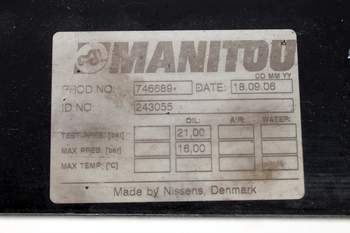 MANITOU
DD MM YY
PROD NO. 746689 DATE: 18.09.06
ID NO. 243055
OIL: AIR: WATER:
TEST PRES. [bar] 21,00
MAX PRES. [bar] 16,00
MAX TEMP. [°C]
Made by Nissens, Denmark